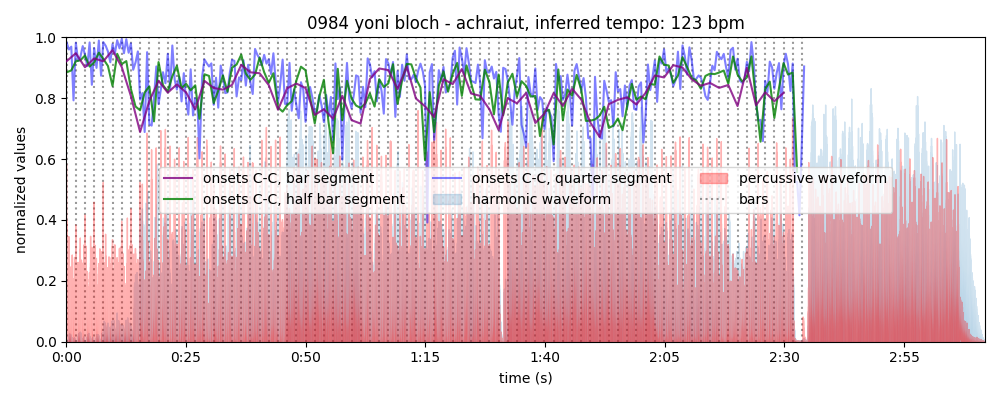 0984 yoni bloch - achraiut, inferred tempo: 123 bpm
1.0
0.8
0.6
0.4
0.2
0.0
normalized values
onsets C-C, bar segment
onsets C-C, half bar segment
onsets C-C, quarter segment
harmonic waveform
percussive waveform
bars
0:00 0:25 0:50 1:15 1:40 2:05 2:30 2:55
time (s)